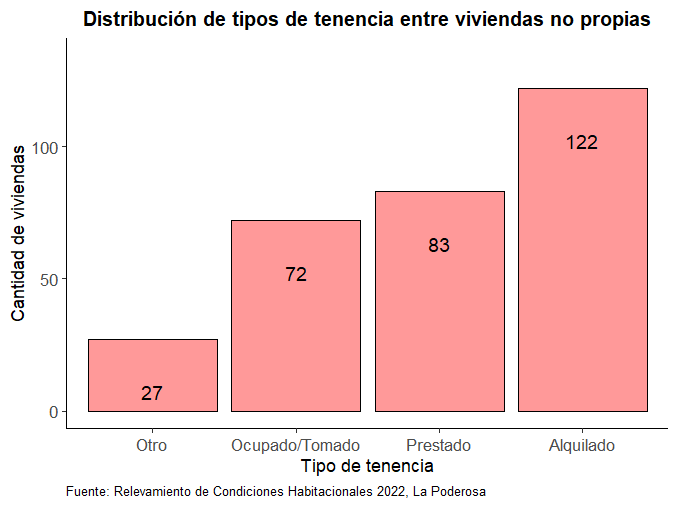 Distribución de tipos de tenencia entre viviendas no propias
Cantidad de viviendas
100
50
0
122
83
72
27
Otro
Ocupado/Tomado
Prestado
Alquilado
Tipo de tenencia
Fuente: Relevamiento de Condiciones Habitacionales 2022, La Poderosa